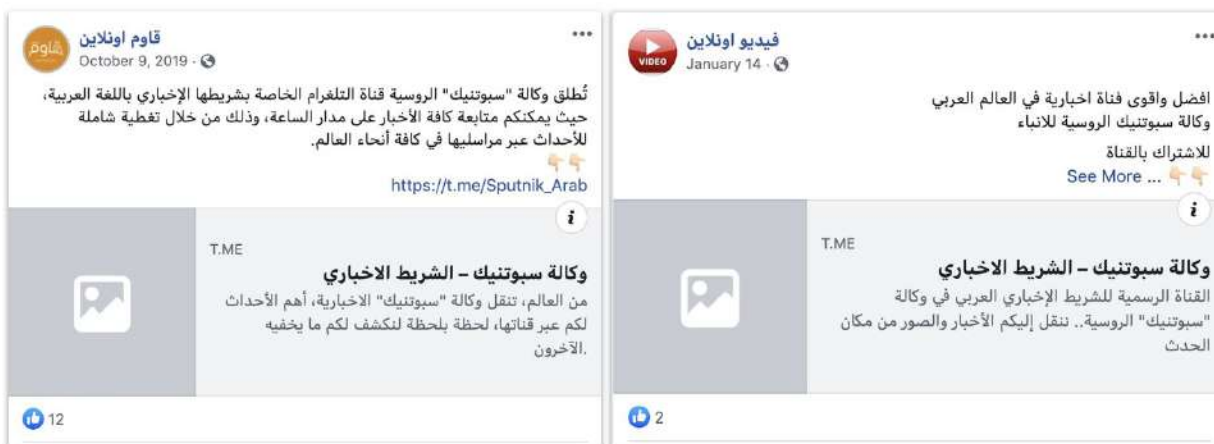 قاوم اونلاين
October 9, 2019
تُطلق وكالة "سبوتنيك" الروسية قناة التلغرام الخاصة بشريطها الإخباري باللغة العربية،
حيث يمكنكم متابعة كافة الأخبار على مدار الساعة، وذلك من خلال تغطية شاملة
للأحداث عبر مراسليها في كافة أنحاء العالم.
👇🏻👇🏻
https://t.me/Sputnik_Arab
T.ME
وكالة سبوتنيك – الشريط الاخباري
من العالم، تنقل وكالة "سبوتنيك" الاخبارية، أهم الأحداث
لكم عبر قناتها، لحظة بلحظة لنكشف لكم ما يخفيه
.الآخرون
12
VIDEO
فيديو اونلاين
January 14
افضل واقوى قناة اخبارية في العالم العربي
وكالة سبوتنيك الروسية للانباء
للاشتراك بالقناة
👇🏻👇🏻 ... See More
T.ME
وكالة سبوتنيك – الشريط الاخباري
القناة الرسمية للشريط الإخباري العربي في وكالة
"سبوتنيك" الروسية.. ننقل إليكم الأخبار والصور من مكان
الحدث
2